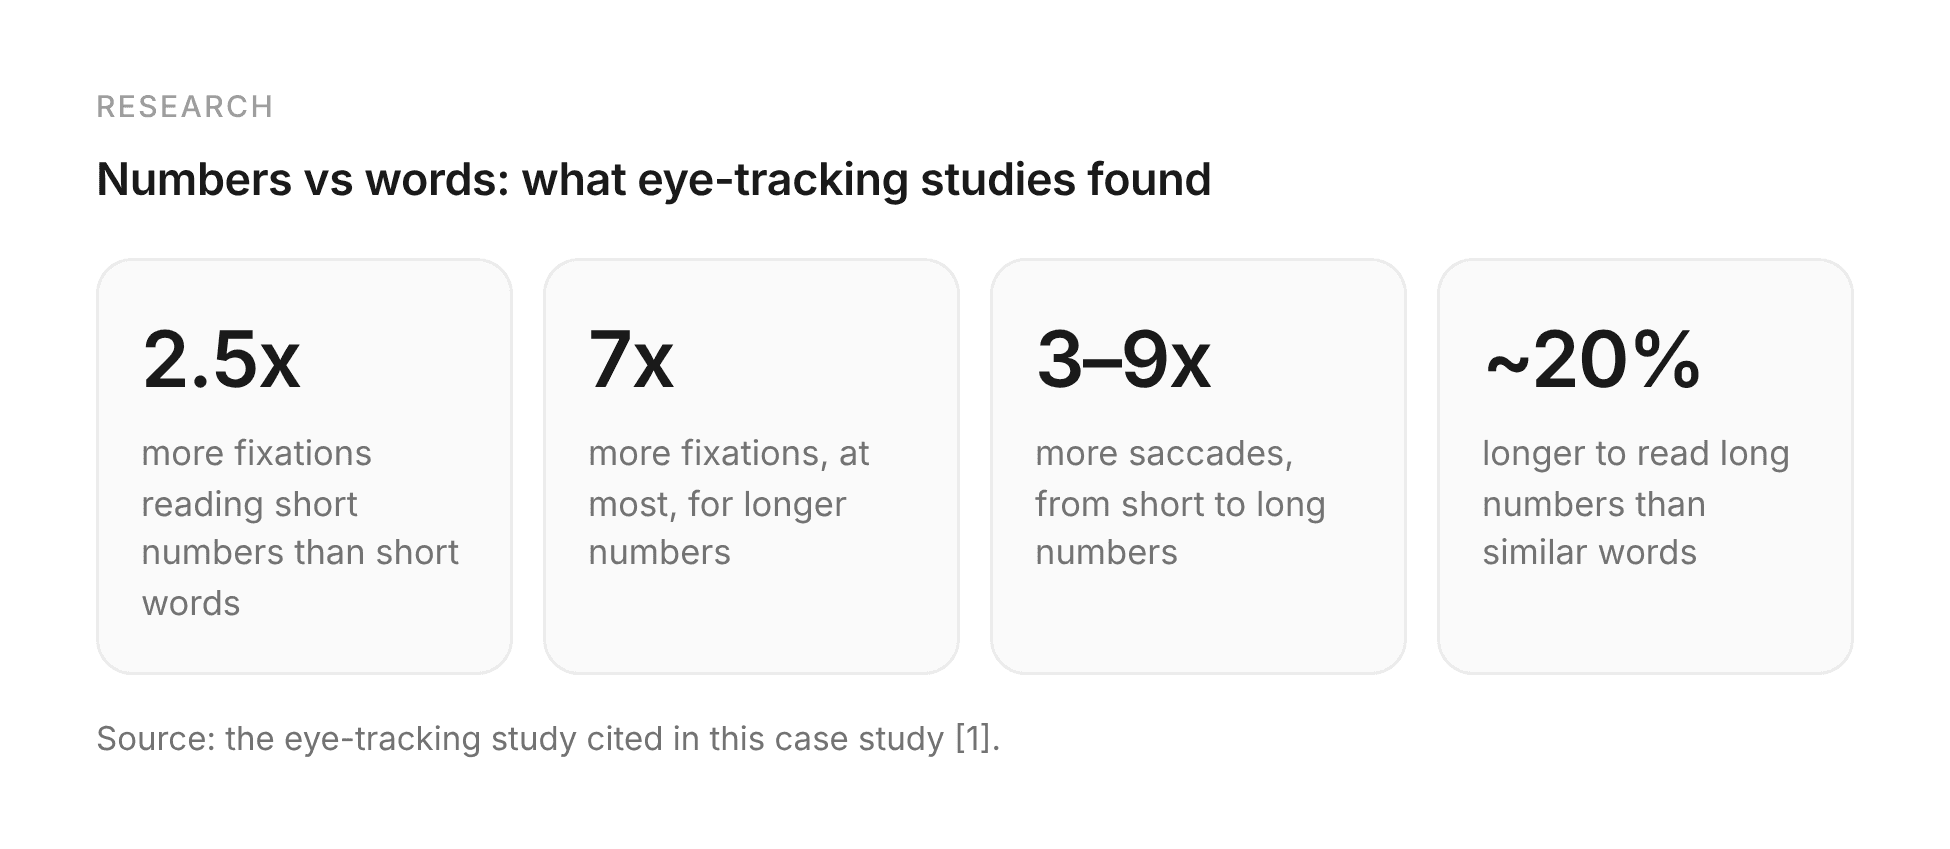 RESEARCH
Numbers vs words: what eye-tracking studies found
2.5x
more fixations
reading short
numbers than short
words
7x
more fixations, at
most, for longer
numbers
3–9x
more saccades,
from short to long
numbers
~20%
longer to read long
numbers than
similar words
Source: the eye-tracking study cited in this case study [1].